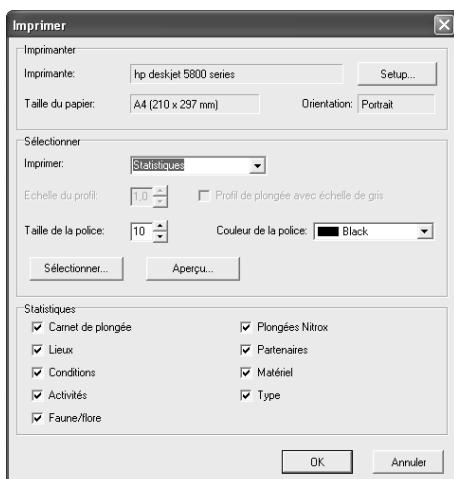 Imprimer
Imprimanter
Imprimante: hp deskjet 5800 series Setup...
Taille du papier: A4 (210 x 297 mm) Orientation: Portrait
Sélectionner
Imprimer: Statistiques
Echelle du profil: 1,0 Profil de plongée avec échelle de gris
Taille de la police: 10 Couleur de la police: Black
Sélectionner... Aperçu...
Statistiques
Carnet de plongée Plongées Nitrox
Lieux Partenaires
Conditions Matériel
Activités Type
Faune/flore
OK Annuler